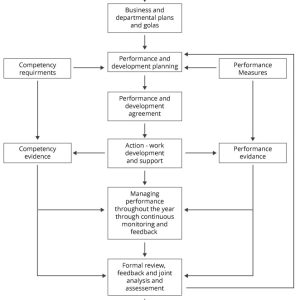 Business and
departmental plans
and golas
Performance and
development planning
Competency
requirments
Performance
Measures
Performance and
development
agreement
Competency
evidence
Action - work
development
and support
Performance
evidance
Managing
performance
throughout the year
through continuous
monitoring and
feedback
Formal review,
feedback and joint
analysis and
assessement